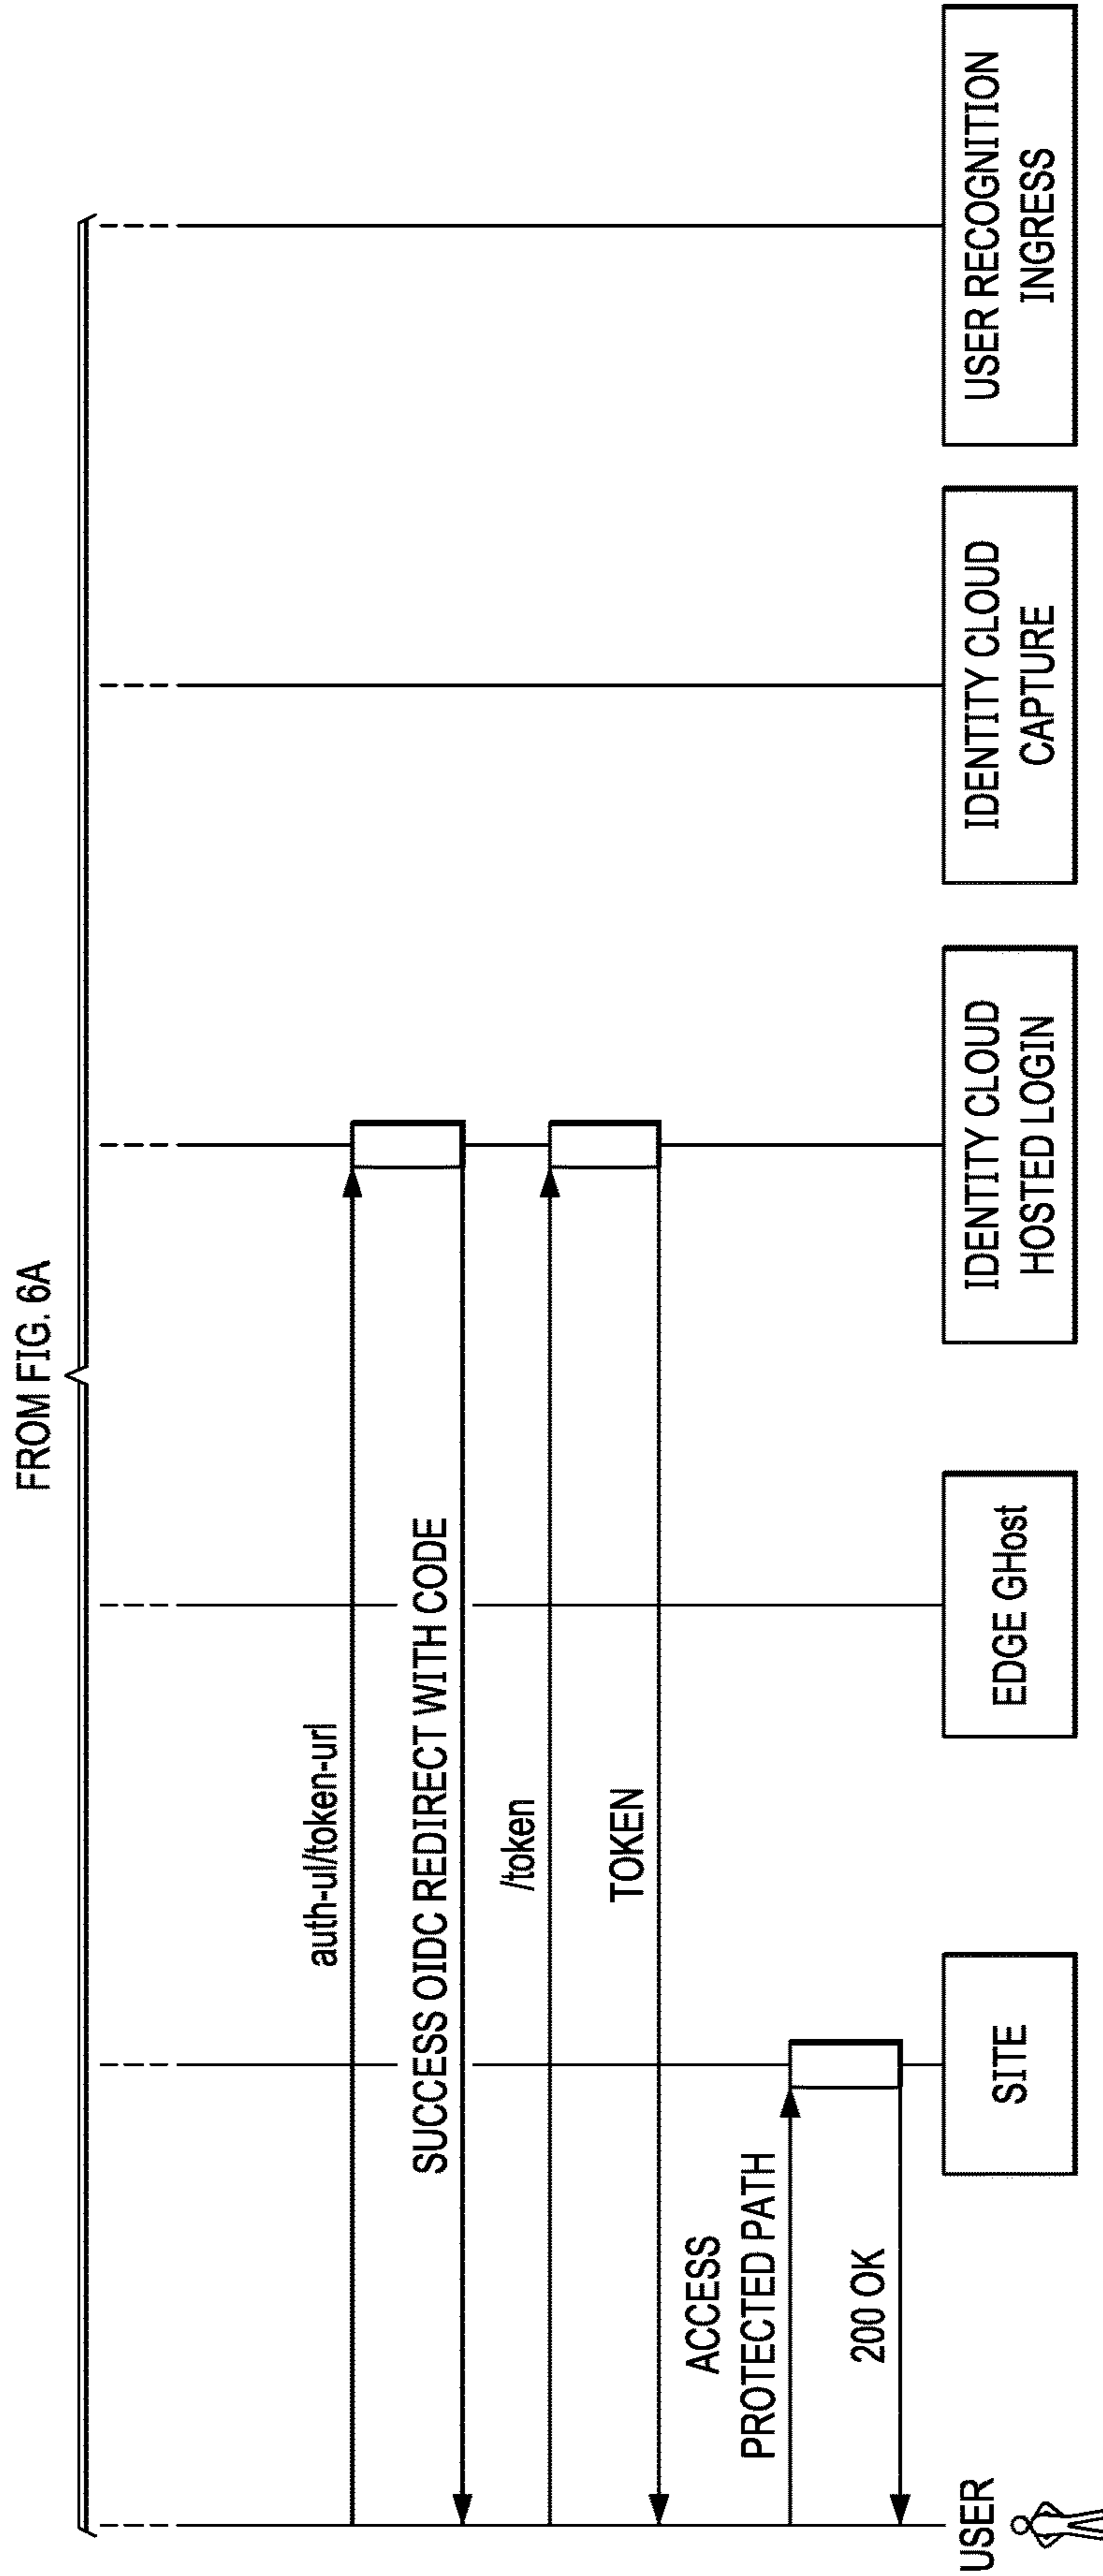 FROM FIG. 6A
auth-ul/token-url
SUCCESS OIDC REDIRECT WITH CODE
/token
TOKEN
ACCESS
PROTECTED PATH
200 OK
USER
SITE
EDGE GHost
IDENTITY CLOUD
HOSTED LOGIN
IDENTITY CLOUD
CAPTURE
USER RECOGNITION
INGRESS